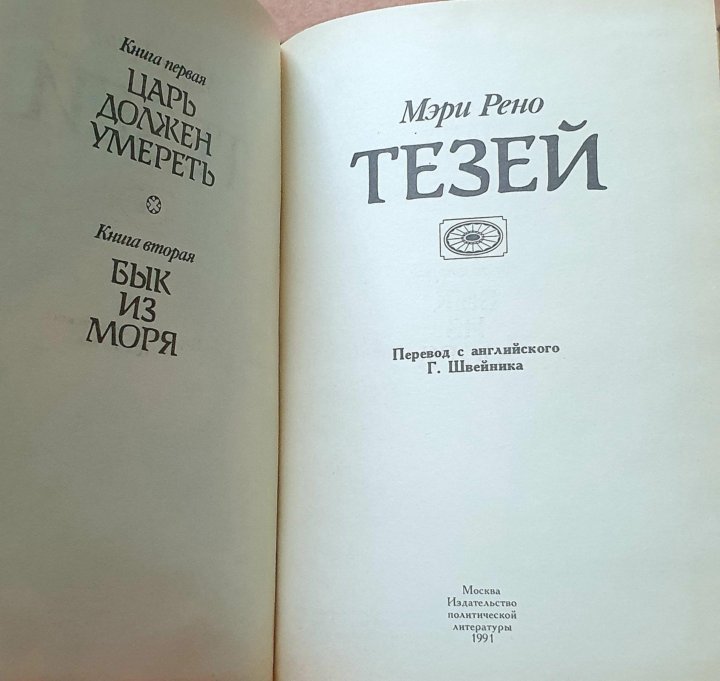 Книга первая
ЦАРЬ
ДОЛЖЕН
УМЕРЕТЬ
Книга вторая
БЫК
ИЗ
МОРЯ
Мэри Рено
ТЕЗЕЙ
Перевод с английского
Г. Швейника
Москва
Издательство
политической
литературы
1991